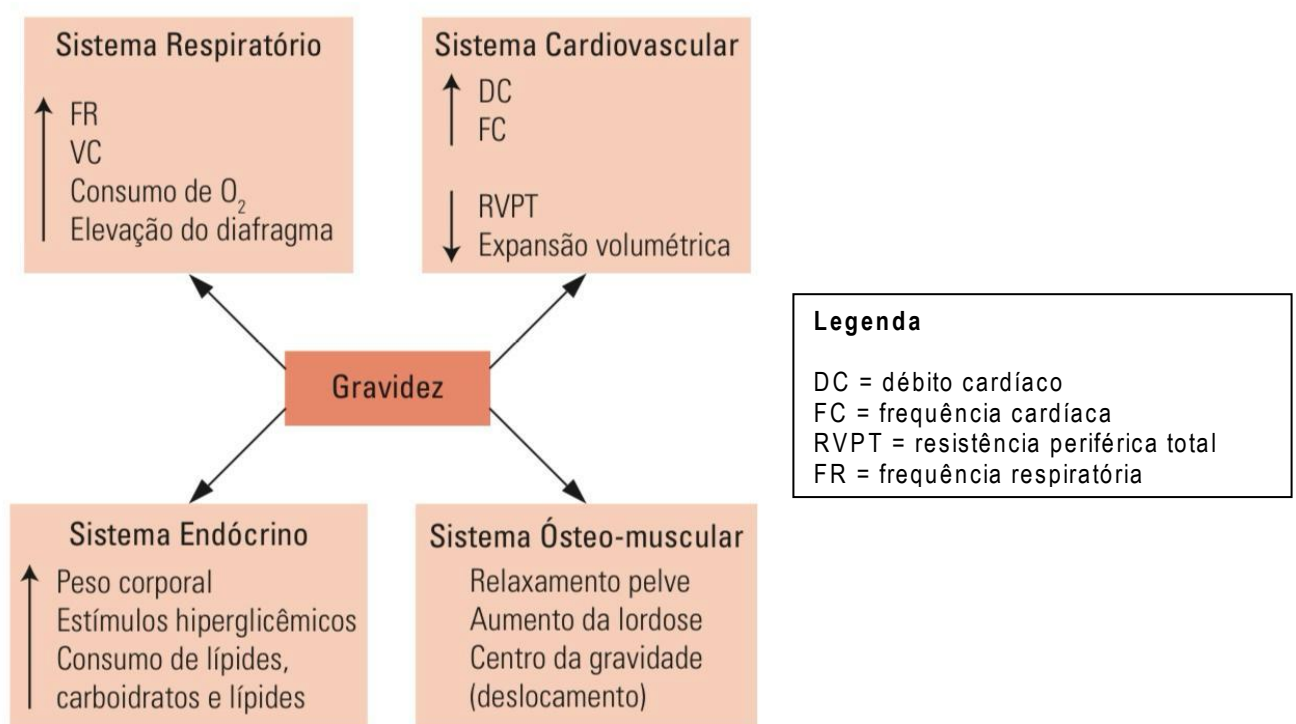 Sistema Respiratório
FR
VC
Consumo de O₂
Elevação do diafragma
Sistema Cardiovascular
DC
FC
RVPT
Expansão volumétrica
Gravidez
Legenda
DC = débito cardíaco
FC = frequência cardíaca
RVPT = resistência periférica total
FR = frequência respiratória
Sistema Endócrino
Peso corporal
Estímulos hiperglicêmicos
Consumo de lípides,
carboidratos e lípides
Sistema Ósteo-muscular
Relaxamento pelve
Aumento da lordose
Centro da gravidade
(deslocamento)